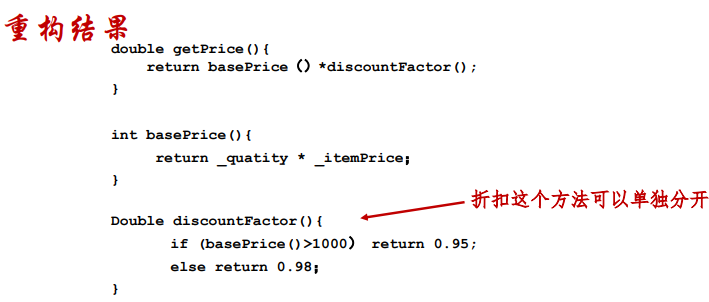 重构结果
double getPrice(){
return basePrice（）*discountFactor();
}
int basePrice(){
return _quatity * _itemPrice；
}
折扣这个方法可以单独分开
Double discountFactor(){
if（basePrice()>1000） return 0.95;
else return 0.98；
}